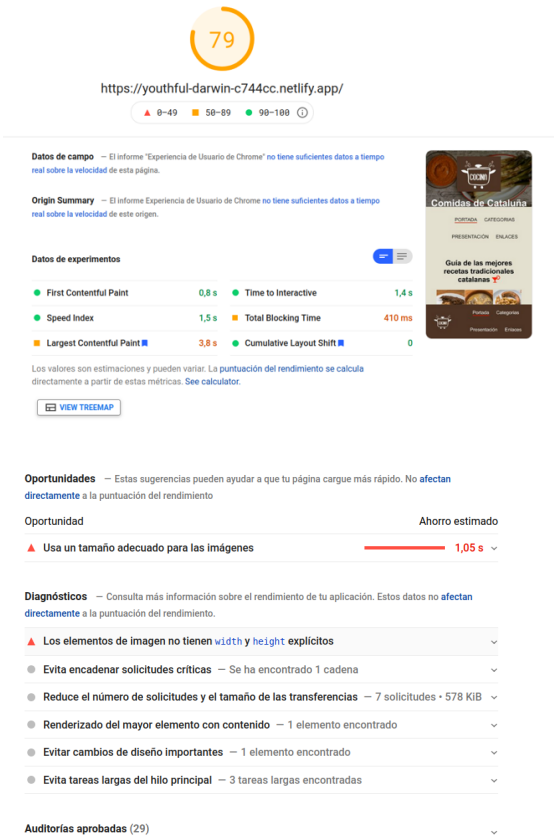 79
https://youthful-darwin-c744cc.netlify.app/
0–49 50–89 90–100
Datos de campo — El informe "Experiencia de Usuario de Chrome" no tiene suficientes datos a tiempo
real sobre la velocidad de esta página.
Origin Summary — El informe Experiencia de Usuario de Chrome no tiene suficientes datos a tiempo
real sobre la velocidad de este origen.
Datos de experimentos
First Contentful Paint 0,8 s Time to Interactive 1,4 s
Speed Index 1,5 s Total Blocking Time 410 ms
Largest Contentful Paint 3,8 s Cumulative Layout Shift 0
Los valores son estimaciones y pueden variar. La puntuación del rendimiento se calcula
directamente a partir de estas métricas. See calculator.
VIEW TREEMAP
COCINA
Comidas de Cataluña
PORTADA CATEGORIAS
PRESENTACIÓN ENLACES
Guia de las mejores
recetas tradicionales
catalanas
Portada Categorias
Presentación Enlaces
Oportunidades — Estas sugerencias pueden ayudar a que tu página cargue más rápido. No afectan
directamente a la puntuación del rendimiento
Oportunidad Ahorro estimado
Usa un tamaño adecuado para las imágenes 1,05 s
Diagnósticos — Consulta más información sobre el rendimiento de tu aplicación. Estos datos no afectan
directamente a la puntuación del rendimiento.
Los elementos de imagen no tienen width y height explícitos
Evita encadenar solicitudes críticas — Se ha encontrado 1 cadena
Reduce el número de solicitudes y el tamaño de las transferencias — 7 solicitudes • 578 KiB
Renderizado del mayor elemento con contenido — 1 elemento encontrado
Evitar cambios de diseño importantes — 1 elemento encontrado
Evita tareas largas del hilo principal — 3 tareas largas encontradas
Auditorías aprobadas (29)